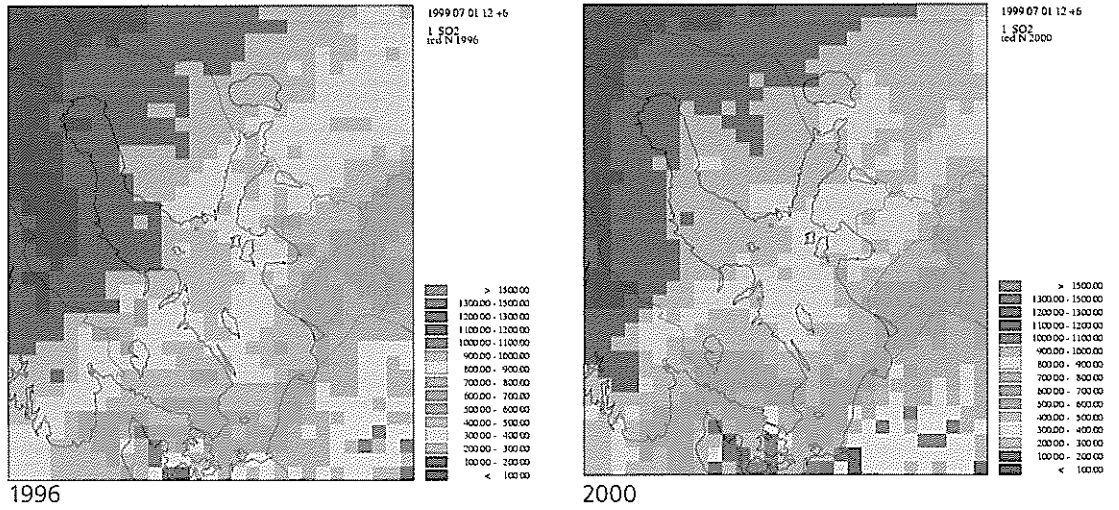 1999 07 01 12 +6
1 SO2
ted N 1996
> 1500.00
1300.00 - 1500.00
1200.00 - 1300.00
1100.00 - 1200.00
1000.00 - 1100.00
900.00 - 1000.00
800.00 - 900.00
700.00 - 800.00
600.00 - 700.00
500.00 - 600.00
400.00 - 500.00
300.00 - 400.00
200.00 - 300.00
100.00 - 200.00
< 100.00
1996
1999 07 01 12 +6
1 SO2
ted N 2000
> 1500.00
1300.00 - 1500.00
1200.00 - 1300.00
1100.00 - 1200.00
1000.00 - 1100.00
900.00 - 1000.00
800.00 - 900.00
700.00 - 800.00
600.00 - 700.00
500.00 - 600.00
400.00 - 500.00
300.00 - 400.00
200.00 - 300.00
100.00 - 200.00
< 100.00
2000